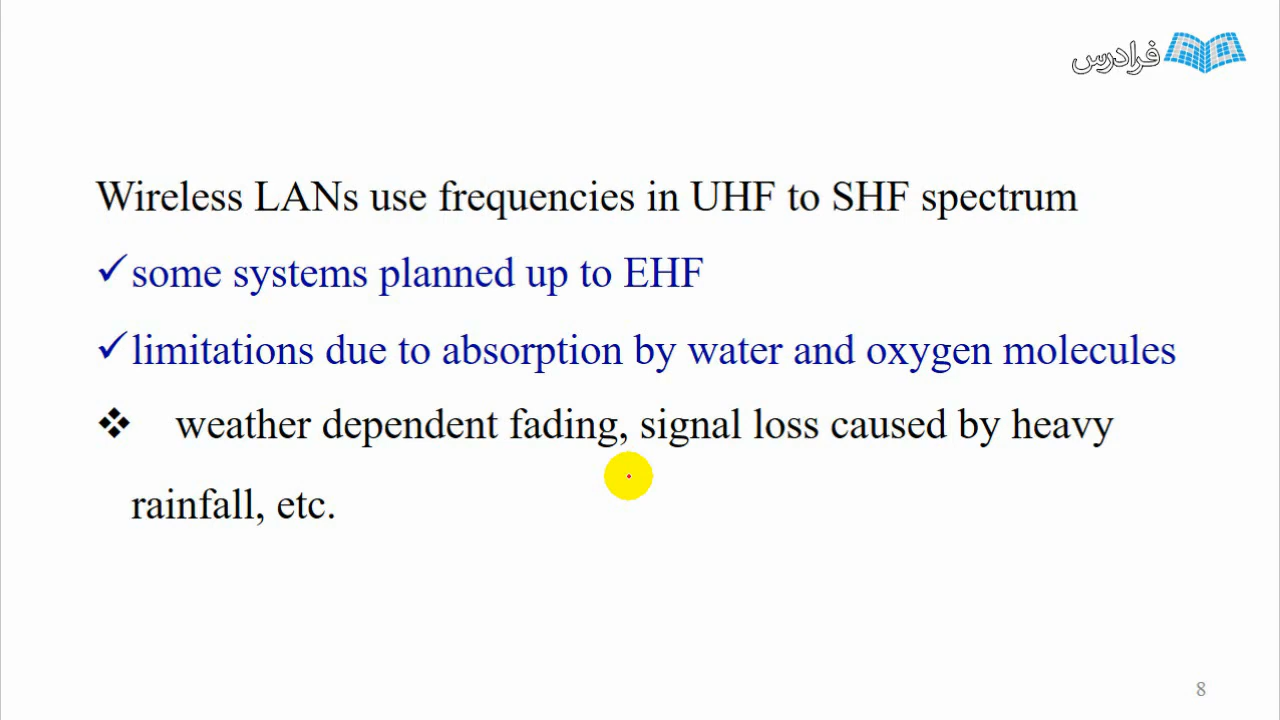 فرادرس
Wireless LANs use frequencies in UHF to SHF spectrum
✓some systems planned up to EHF
✓limitations due to absorption by water and oxygen molecules
❖ weather dependent fading, signal loss caused by heavy
rainfall, etc.
8